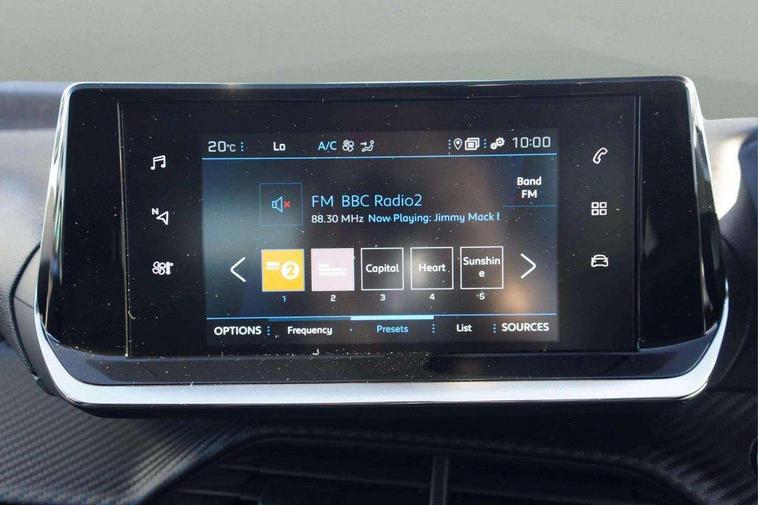 20°C Lo A/C 10:00
Band
FM
FM BBC Radio2
88.30 MHz Now Playing: Jimmy Mack
N
2
Capital
Heart
Sunshin
e
1 2 3 4 5
OPTIONS Frequency Presets List SOURCES